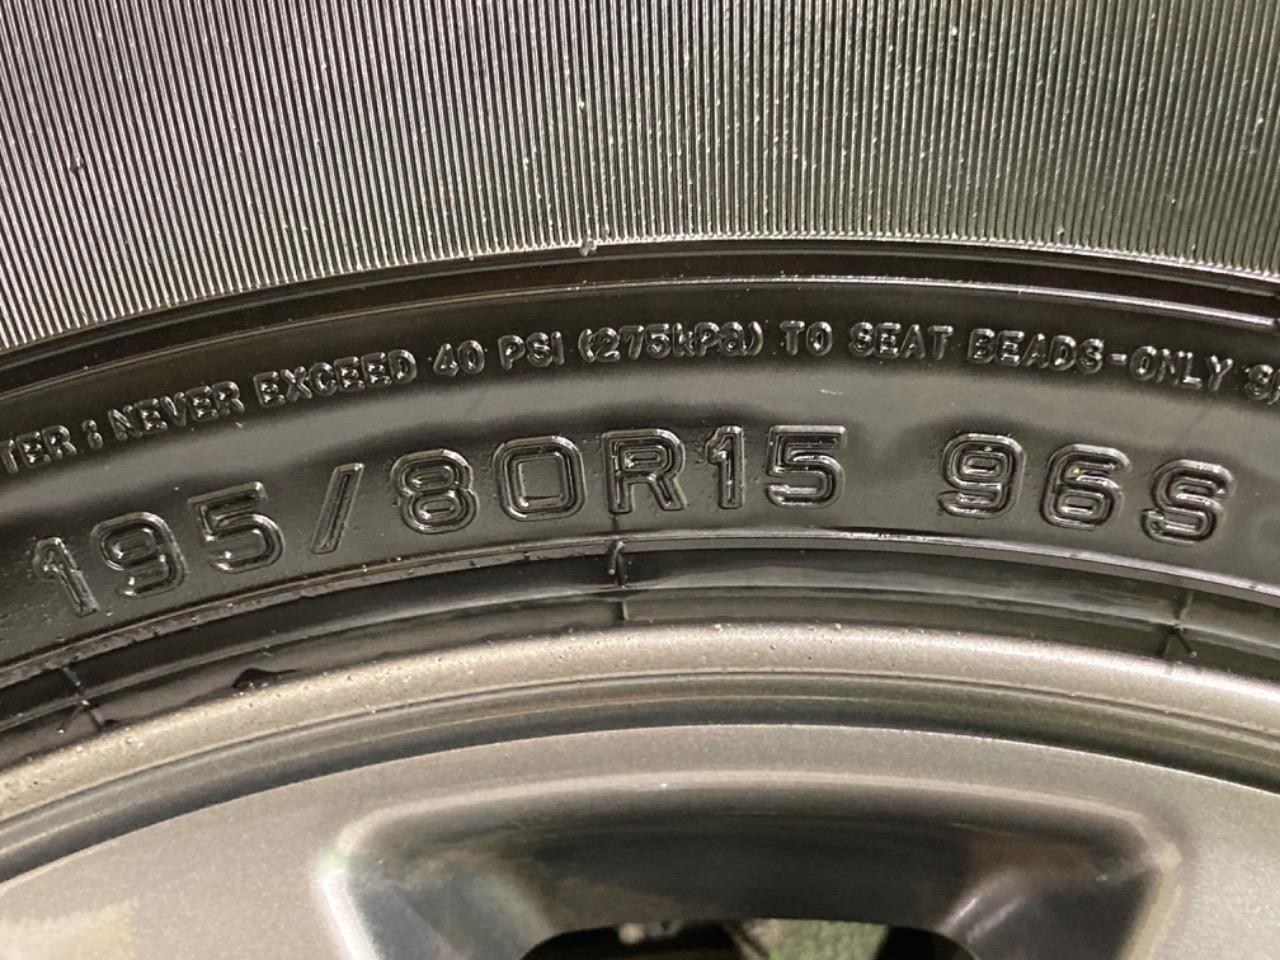 TER : NEVER EXCEED 40 PSI (275kPa) TO SEAT BEADS-ONLY
195/80R15 96S